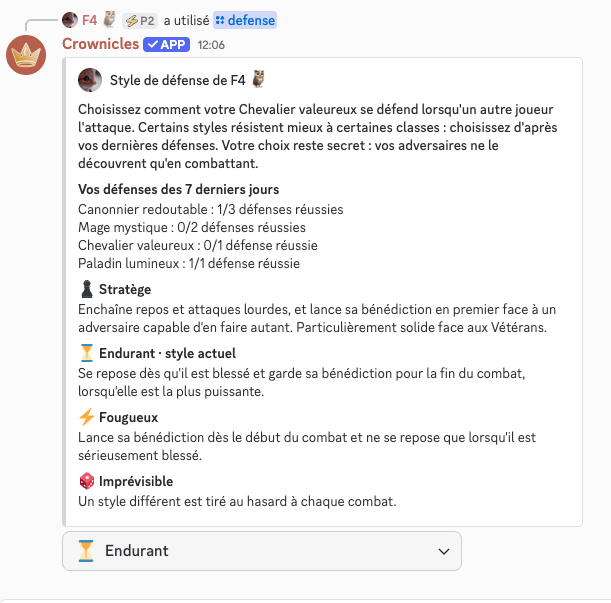 F4 P2 a utilisé defense
Crownicles APP 12:06
Style de défense de F4
Choisissez comment votre Chevalier valeureux se défend lorsqu'un autre joueur
l'attaque. Certains styles résistent mieux à certaines classes : choisissez d'après
vos dernières défenses. Votre choix reste secret : vos adversaires ne le
découvrent qu'en combattant.
Vos défenses des 7 derniers jours
Canonnier redoutable : 1/3 défenses réussies
Mage mystique : 0/2 défenses réussies
Chevalier valeureux : 0/1 défense réussie
Paladin lumineux : 1/1 défense réussie
Stratège
Enchaîne repos et attaques lourdes, et lance sa bénédiction en premier face à un
adversaire capable d'en faire autant. Particulièrement solide face aux Vétérans.
Endurant · style actuel
Se repose dès qu'il est blessé et garde sa bénédiction pour la fin du combat,
lorsqu'elle est la plus puissante.
Fougueux
Lance sa bénédiction dès le début du combat et ne se repose que lorsqu'il est
sérieusement blessé.
Imprévisible
Un style différent est tiré au hasard à chaque combat.
Endurant